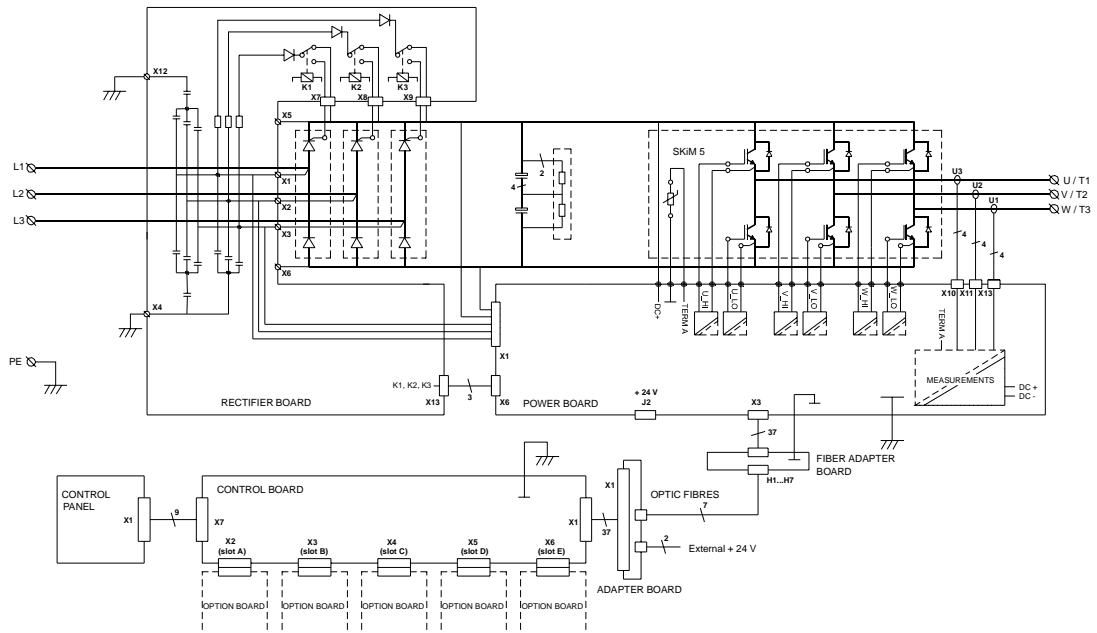 K1
K2
K3
X12
X7
X8
X9
X5
SKiM 5
2
4
L1
X1
L2
X2
L3
X3
X6
U3
U / T1
U2
V / T2
U1
W / T3
4
4
4
X4
DC+
TERM A
U_HI
U_LO
V_HI
V_LO
W_HI
W_LO
X10
X11
X13
TERM A
X1
PE
MEASUREMENTS
DC +
DC -
K1, K2, K3
3
X13
X6
RECTIFIER BOARD
POWER BOARD
+ 24 V
J2
X3
37
FIBER ADAPTER
BOARD
H1...H7
CONTROL
PANEL
X1
9
X7
CONTROL BOARD
X1
37
X1
OPTIC FIBRES
7
2
External + 24 V
X2
(slot A)
X3
(slot B)
X4
(slot C)
X5
(slot D)
X6
(slot E)
ADAPTER BOARD
OPTION BOARD
OPTION BOARD
OPTION BOARD
OPTION BOARD
OPTION BOARD